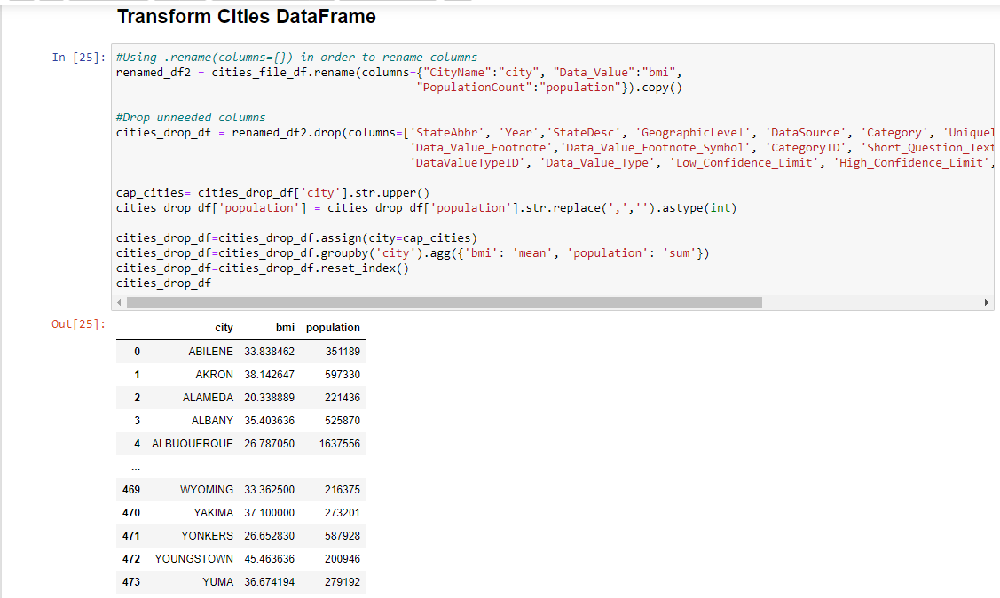 Transform Cities DataFrame
In [25]: #Using .rename(columns={}) in order to rename columns
renamed_df2 = cities_file_df.rename(columns={"CityName":"city", "Data_Value":"bmi",
"PopulationCount":"population"}).copy()
#Drop unneeded columns
cities_drop_df = renamed_df2.drop(columns=['StateAbbr', 'Year','StateDesc', 'GeographicLevel', 'DataSource', 'Category',
'Data_Value_Footnote','Data_Value_Footnote_Symbol', 'CategoryID', 'Short_Question_Text
'DataValueTypeID', 'Data_Value_Type', 'Low_Confidence_Limit', 'High_Confidence_Limit',
cap_cities= cities_drop_df['city'].str.upper()
cities_drop_df['population'] = cities_drop_df['population'].str.replace(',','').astype(int)
cities_drop_df=cities_drop_df.assign(city=cap_cities)
cities_drop_df=cities_drop_df.groupby('city').agg({'bmi': 'mean', 'population': 'sum'})
cities_drop_df=cities_drop_df.reset_index()
cities_drop_df
Out[25]:
city bmi population
0 ABILENE 33.838462 351189
1 AKRON 38.142647 597330
2 ALAMEDA 20.338889 221436
3 ALBANY 35.403636 525870
4 ALBUQUERQUE 26.787050 1637556
... ... ... ...
469 WYOMING 33.362500 216375
470 YAKIMA 37.100000 273201
471 YONKERS 26.652830 587928
472 YOUNGSTOWN 45.463636 200946
473 YUMA 36.674194 279192